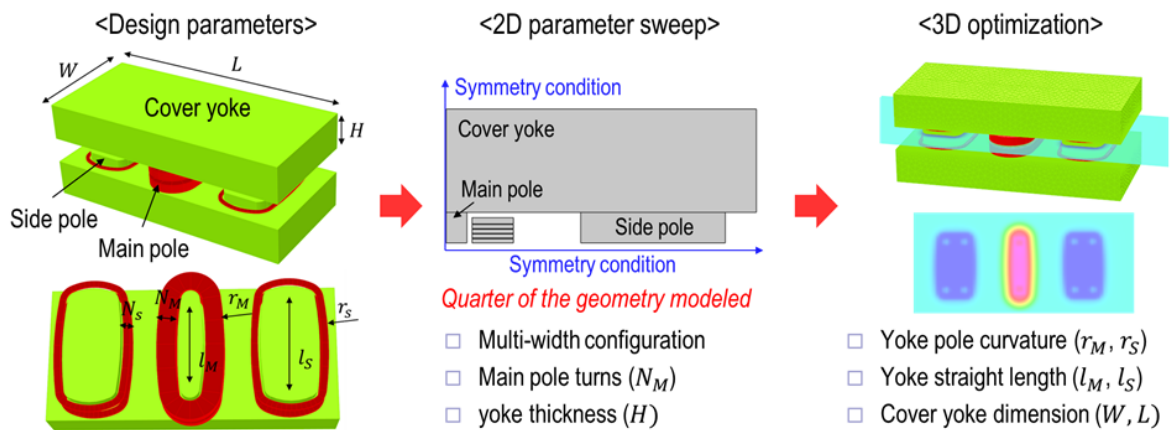 <Design parameters>
W
L
Cover yoke
H
Side pole
Main pole
N_S
N_M
r_M
r_S
l_M
l_S
<2D parameter sweep>
Symmetry condition
Cover yoke
Main pole
Side pole
Symmetry condition
Quarter of the geometry modeled
Multi-width configuration
Main pole turns (N_M)
yoke thickness (H)
<3D optimization>
Yoke pole curvature (r_M, r_S)
Yoke straight length (l_M, l_S)
Cover yoke dimension (W, L)